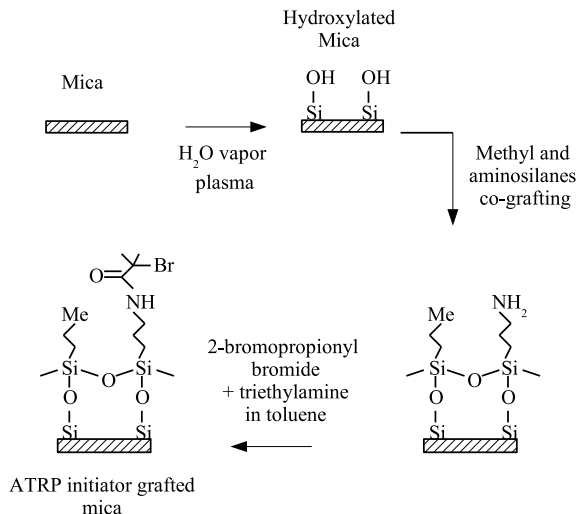 Hydroxylated
Mica
OH OH
Si Si
Mica
H2O vapor
plasma
Methyl and
aminosilanes
co-grafting
Br
O
NH
Me
Si Si
O
O O
Si Si
ATRP initiator grafted
mica
2-bromopropionyl
bromide
+ triethylamine
in toluene
NH2
Me
Si Si
O
O O
Si Si